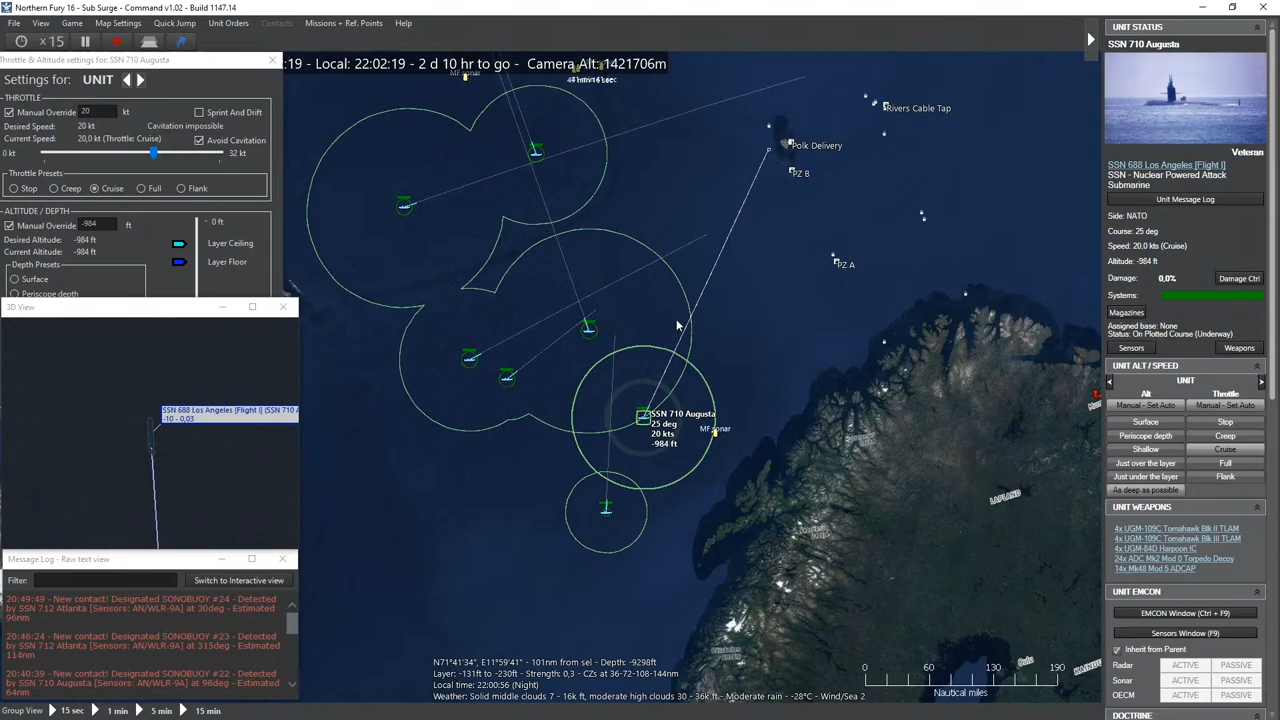 Northern Fury 16 - Sub Surge - Command v1.02 - Build 1147.14
File View Game Map Settings Quick Jump Unit Orders Contacts Missions + Ref. Points Help
x15
Throttle & Altitude settings for: SSN 710 Augusta
Settings for: UNIT
THROTTLE
Manual Override 20 kt Sprint And Drift
Desired Speed: 20 kt Cavitation impossible
Current Speed: 20,0 kt (Throttle: Cruise) Avoid Cavitation
0 kt 32 kt
Throttle Presets
Stop Creep Cruise Full Flank
ALTITUDE / DEPTH
Manual Override -984 ft - 0 ft
Desired Altitude: -984 ft Layer Ceiling
Current Altitude: -984 ft
Depth Presets Layer Floor
Surface
Periscope depth
3D View
SSN 688 Los Angeles [Flight I] (SSN 710 A
-10 - 0,03
Message Log - Raw text view
Filter: Switch to Interactive view
20:49:49 - New contact! Designated SONOBUOY #24 - Detected
by SSN 712 Atlanta [Sensors: AN/WLR-9A] at 30deg - Estimated
96nm
20:46:24 - New contact! Designated SONOBUOY #23 - Detected
by SSN 712 Atlanta [Sensors: AN/WLR-9A] at 315deg - Estimated
114nm
20:40:39 - New contact! Designated SONOBUOY #22 - Detected
by SSN 710 Augusta [Sensors: AN/WLR-9A] at 98deg - Estimated
64nm
Group View 15 sec 1 min 5 min 15 min
:19 - Local: 22:02:19 - 2 d 10 hr to go - Camera Alt:1421706m
MF sonar
Rivers Cable Tap
Polk Delivery
PZ B
PZ A
SSN 710 Augusta
25 deg
20 kts
-984 ft
MF sonar
LAPLAND
N71°41'34", E11°59'41" - 101nm from sel - Depth: -9298ft
Layer: -131ft to -230ft - Strength: 0,3 - CZs at 36-72-108-144nm
Local time: 22:00:56 (Night)
Weather: Solid middle clouds 7 - 16k ft, moderate high clouds 30 - 36k ft - Moderate rain - -28°C - Wind/Sea 2
0 60 130 190
Nautical miles
Oulu
UNIT STATUS
SSN 710 Augusta
Veteran
SSN 688 Los Angeles [Flight I]
SSN - Nuclear Powered Attack
Submarine
Unit Message Log
Side: NATO
Course: 25 deg
Speed: 20,0 kts (Cruise)
Altitude: -984 ft
Damage: 0,0% Damage Ctrl
Systems:
Magazines
Assigned base: None
Status: On Plotted Course (Underway)
Sensors Weapons
UNIT ALT / SPEED
UNIT
Alt Throttle
Manual - Set Auto Manual - Set Auto
Surface Stop
Periscope depth Creep
Shallow Cruise
Just over the layer Full
Just under the layer Flank
As deep as possible
UNIT WEAPONS
4x UGM-109C Tomahawk Blk II TLAM
4x UGM-109C Tomahawk Blk III TLAM
4x UGM-84D Harpoon IC
24x ADC Mk2 Mod 0 Torpedo Decoy
14x Mk48 Mod 5 ADCAP
UNIT EMCON
EMCON Window (Ctrl + F9)
Sensors Window (F9)
Inherit from Parent
Radar ACTIVE PASSIVE
Sonar ACTIVE PASSIVE
OECM ACTIVE PASSIVE
DOCTRINE